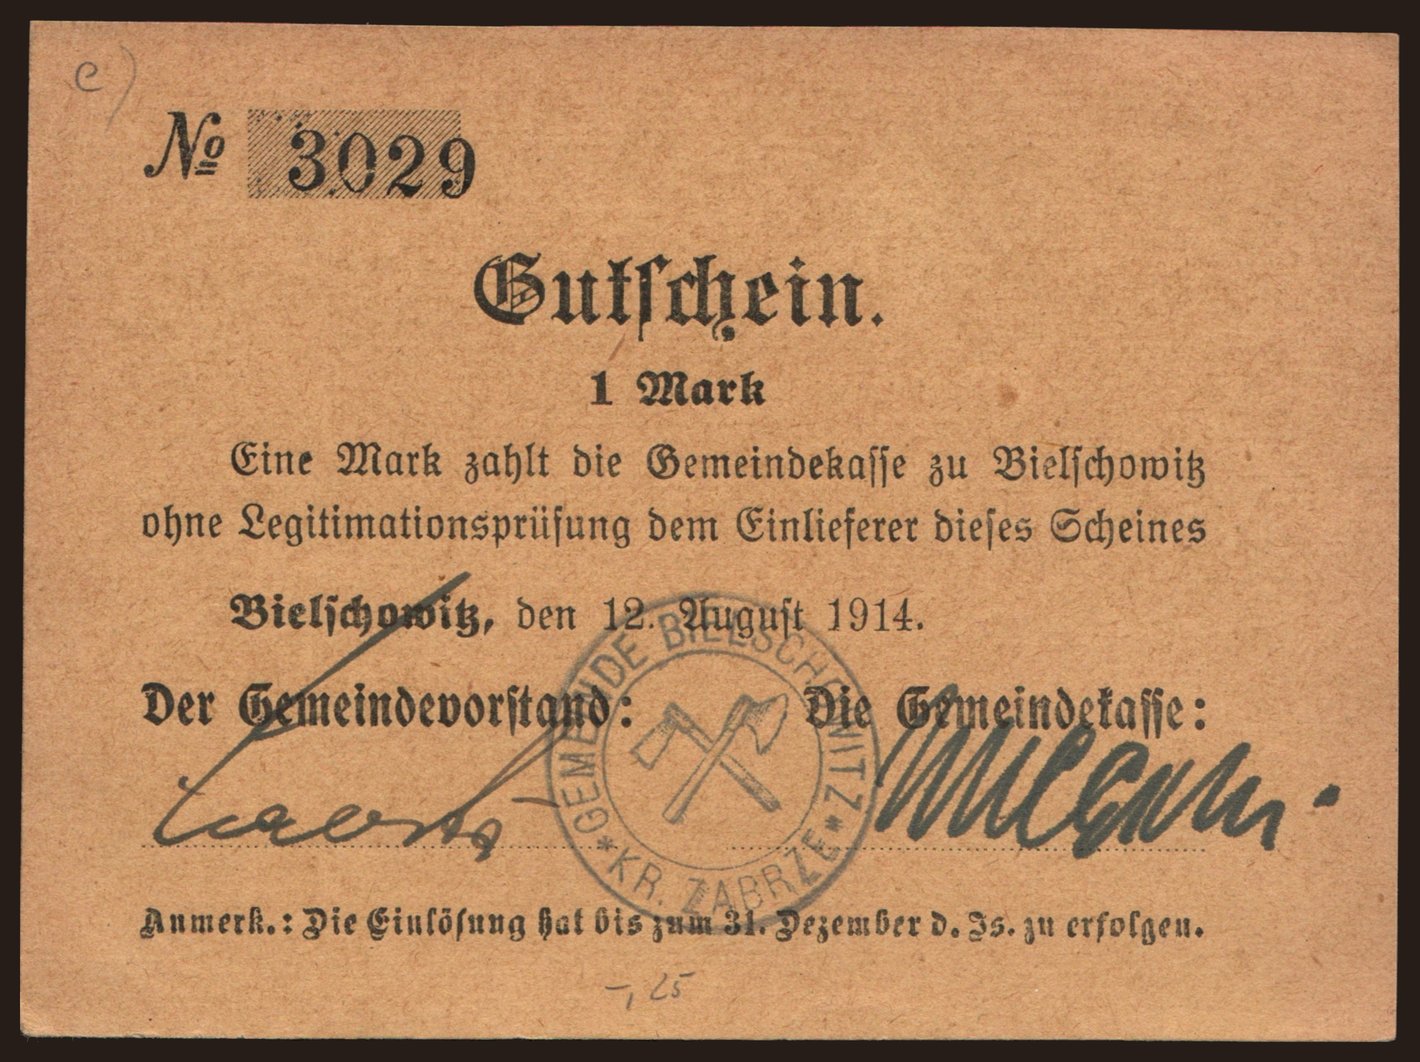 e)
№ 3029
Gutschein.
1 Mark
Eine Mark zahlt die Gemeindekasse zu Bielschowitz
ohne Legitimationsprüfung dem Einlieferer dieses Scheines
Bielschowitz, den 12. August 1914.
Der Gemeindevorstand: Die Gemeindekasse:
GEMEINDE BIELSCHOWITZ
* KR. ZABRZE *
Anmerk.: Die Einlösung hat bis zum 31. Dezember d. Js. zu erfolgen.
-,25